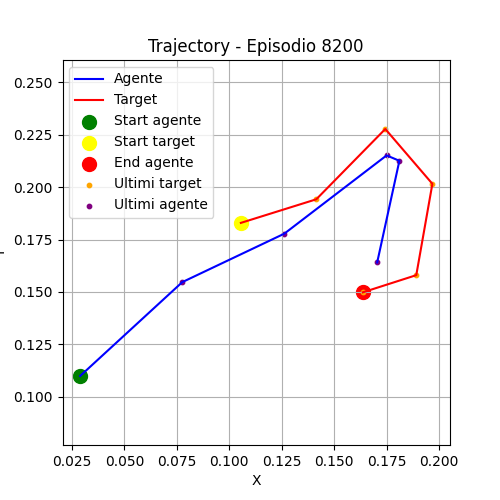 Trajectory - Episodio 8200
Agente
Target
Start agente
Start target
End agente
Ultimi target
Ultimi agente
0.250
0.225
0.200
0.175
0.150
0.125
0.100
0.025
0.050
0.075
0.100
0.125
0.150
0.175
0.200
X